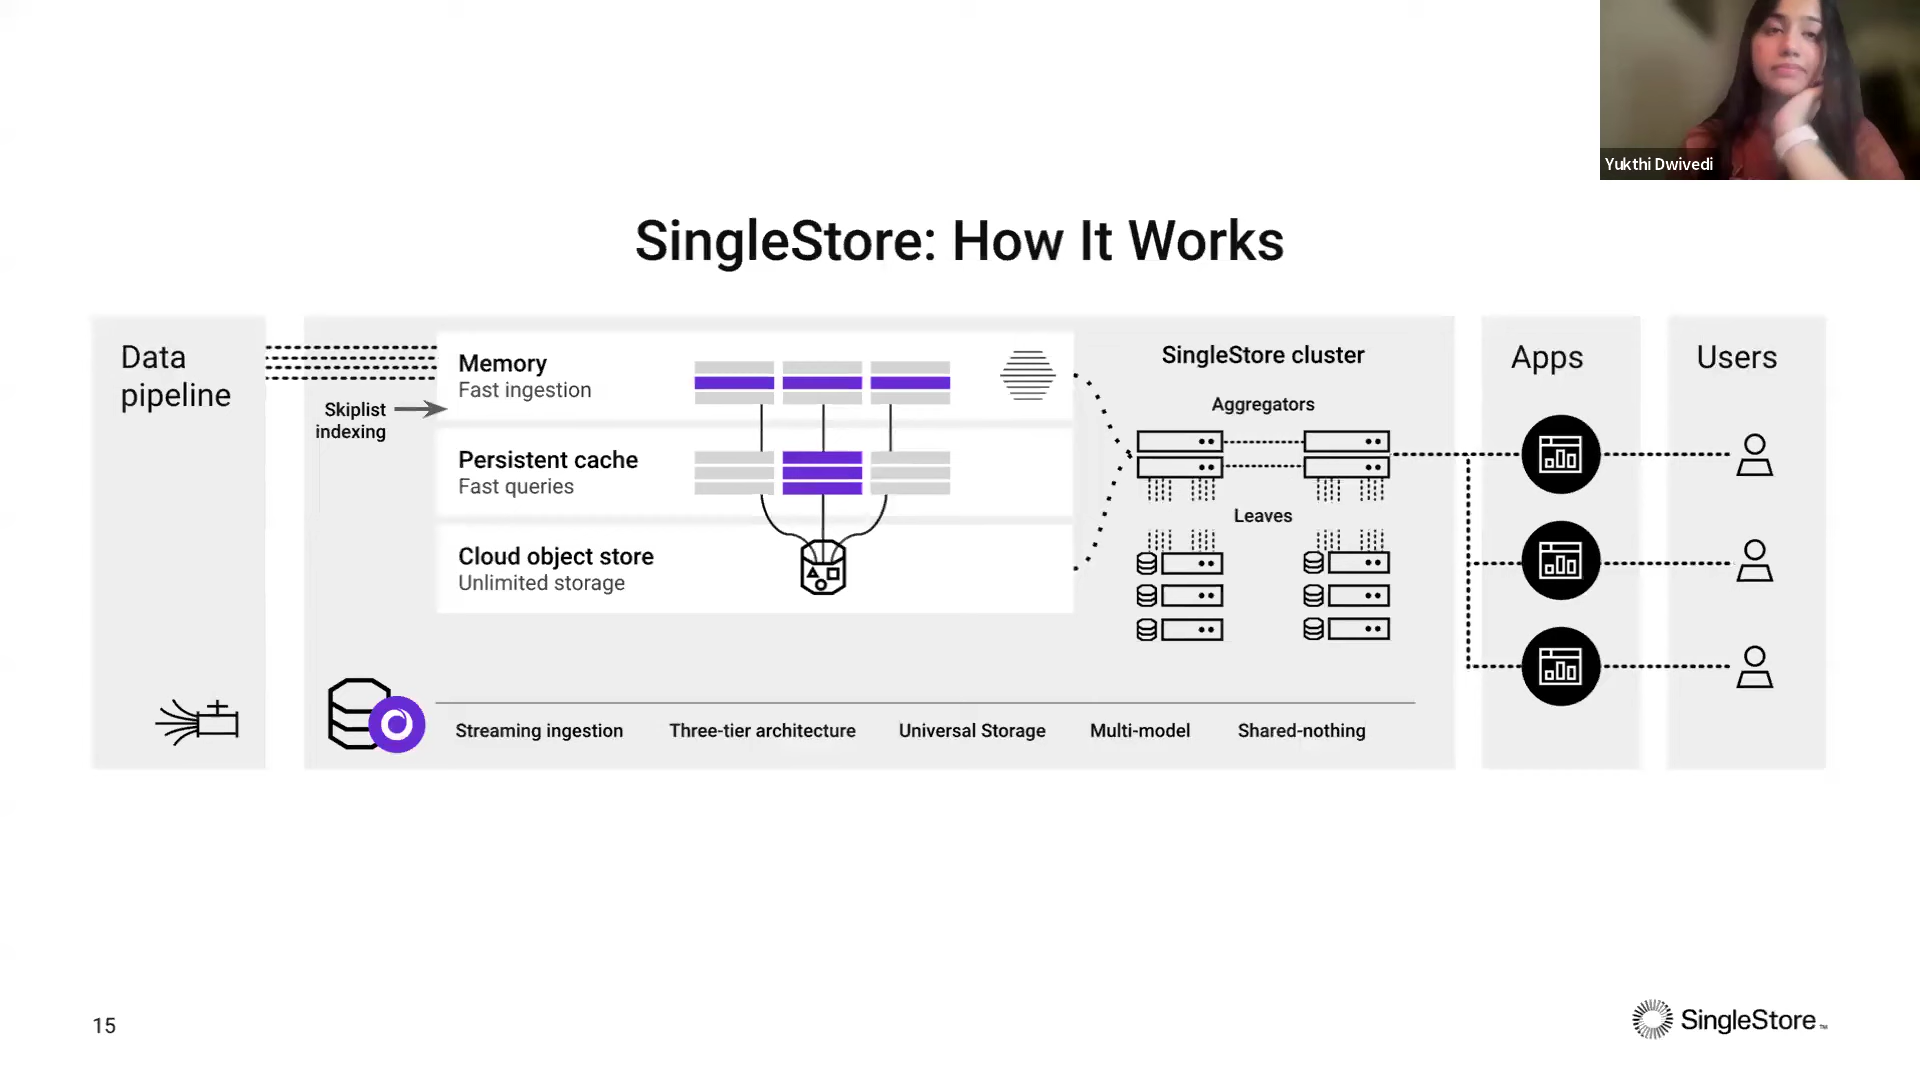 Yukthi Dwivedi
SingleStore: How It Works
Data
pipeline
Skiplist
indexing
Memory
Fast ingestion
Persistent cache
Fast queries
Cloud object store
Unlimited storage
SingleStore cluster
Aggregators
Leaves
Apps
Users
Streaming ingestion
Three-tier architecture
Universal Storage
Multi-model
Shared-nothing
15
SingleStore™